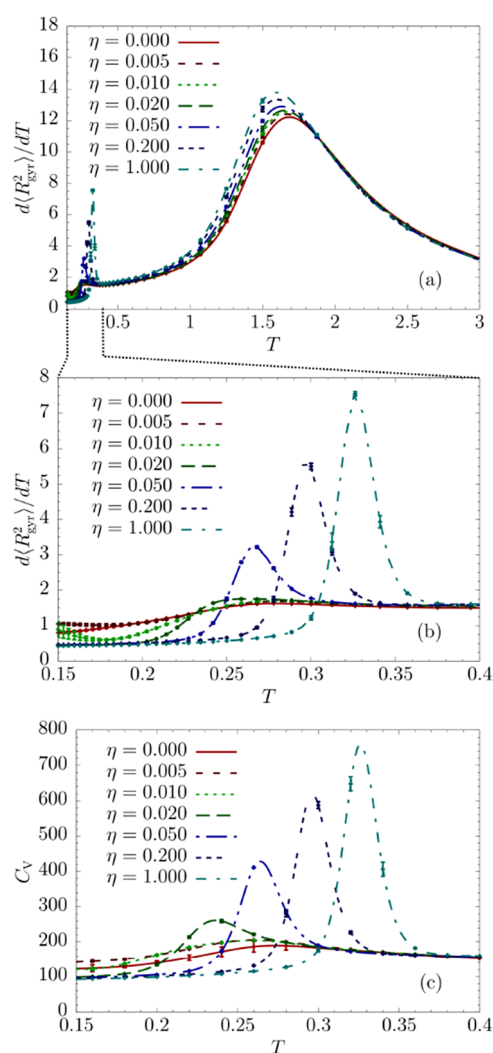 18
16
14
12
10
8
6
4
2
0
d⟨R²gyr⟩/dT
η = 0.000
η = 0.005
η = 0.010
η = 0.020
η = 0.050
η = 0.200
η = 1.000
(a)
0.5 1 1.5 2 2.5 3
T
8
7
6
5
4
3
2
1
0
d⟨R²gyr⟩/dT
η = 0.000
η = 0.005
η = 0.010
η = 0.020
η = 0.050
η = 0.200
η = 1.000
(b)
0.15 0.2 0.25 0.3 0.35 0.4
T
800
700
600
500
400
300
200
100
0
CV
η = 0.000
η = 0.005
η = 0.010
η = 0.020
η = 0.050
η = 0.200
η = 1.000
(c)
0.15 0.2 0.25 0.3 0.35 0.4
T